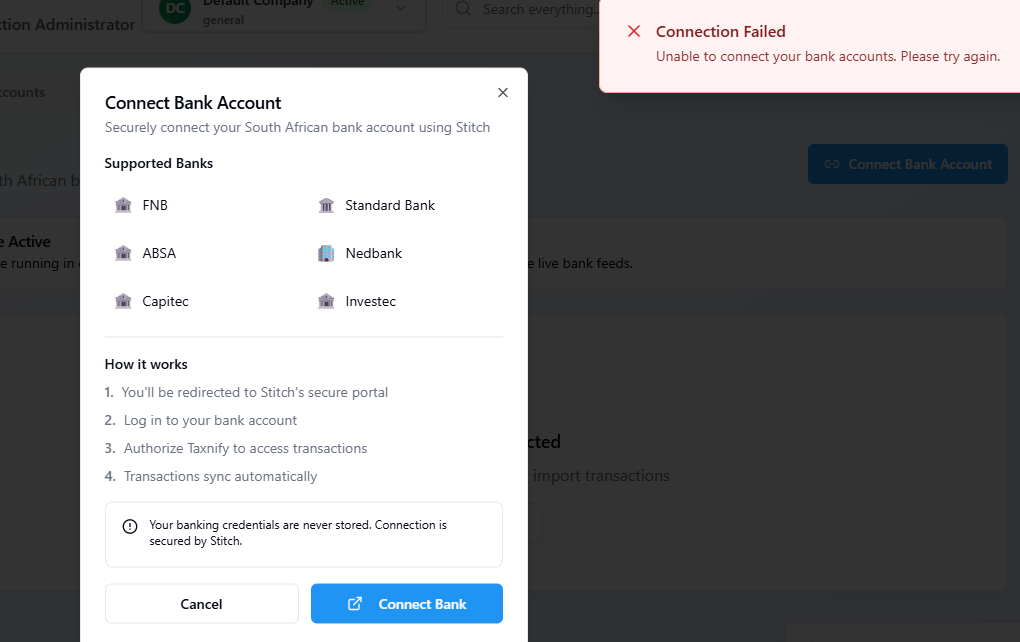 ction Administrator
DC
Default Company
Active
general
Search everything.
Connection Failed
Unable to connect your bank accounts. Please try again.
ccounts
Connect Bank Account
Securely connect your South African bank account using Stitch
Supported Banks
FNB
Standard Bank
ABSA
Nedbank
Capitec
Investec
How it works
1. You'll be redirected to Stitch's secure portal
2. Log in to your bank account
3. Authorize Taxnify to access transactions
4. Transactions sync automatically
Your banking credentials are never stored. Connection is
secured by Stitch.
Cancel
Connect Bank
Connect Bank Account
th African b
e Active
e running in
e live bank feeds.
cted
import transactions